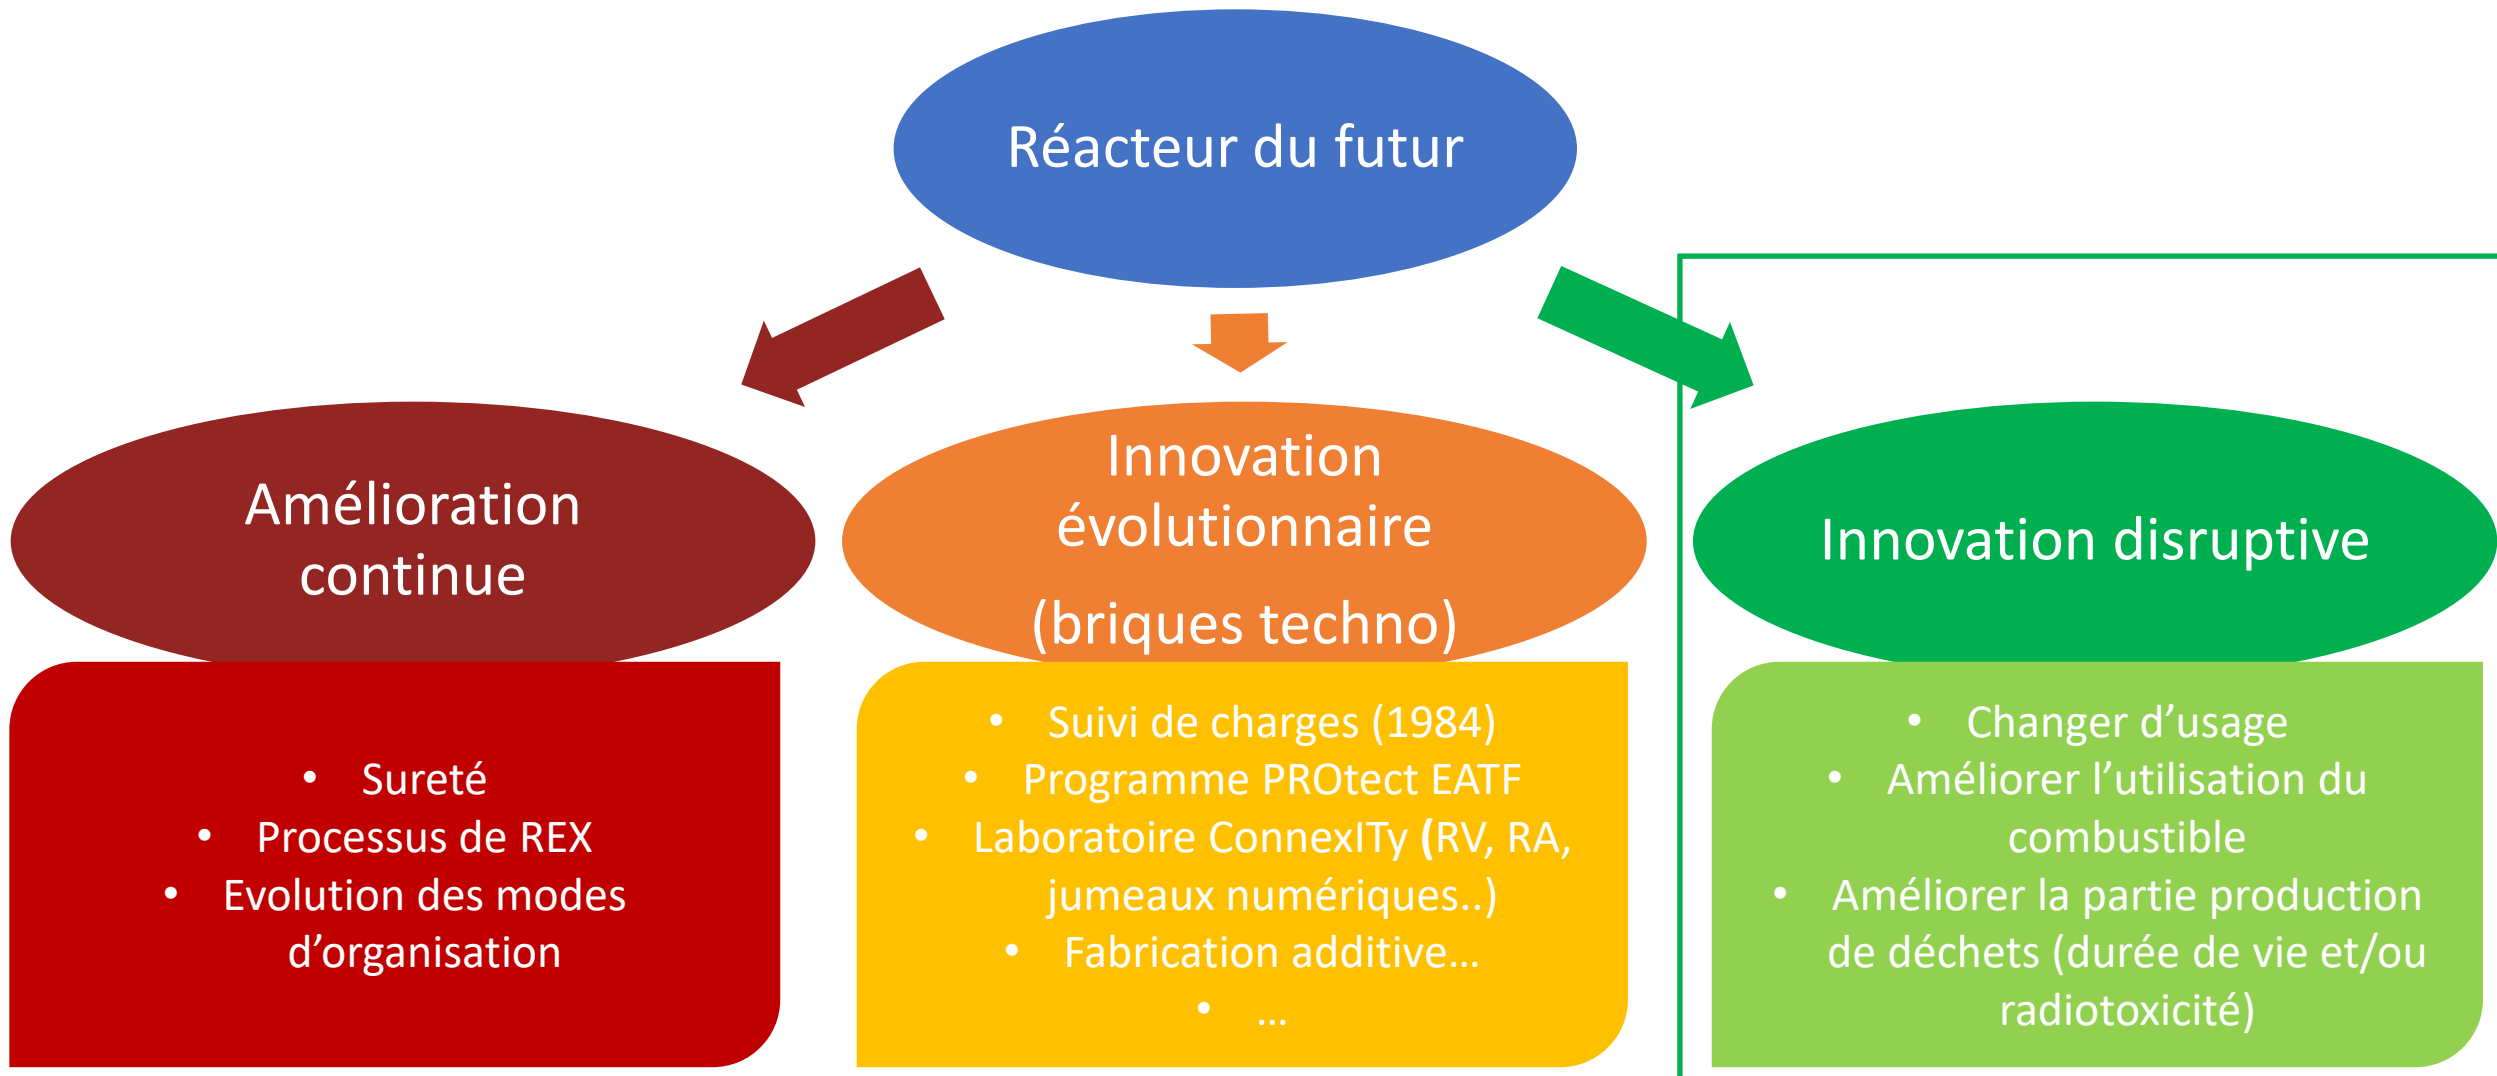 Réacteur du futur
Amélioration
continue
Innovation
évolutionnaire
(briques techno)
Innovation disruptive
• Sureté
• Processus de REX
• Evolution des modes
d’organisation
• Suivi de charges (1984)
• Programme PROtect EATF
• Laboratoire ConnexITy (RV, RA,
jumeaux numériques…)
• Fabrication additive…
• …
• Changer d’usage
• Améliorer l’utilisation du
combustible
• Améliorer la partie production
de déchets (durée de vie et/ou
radiotoxicité)